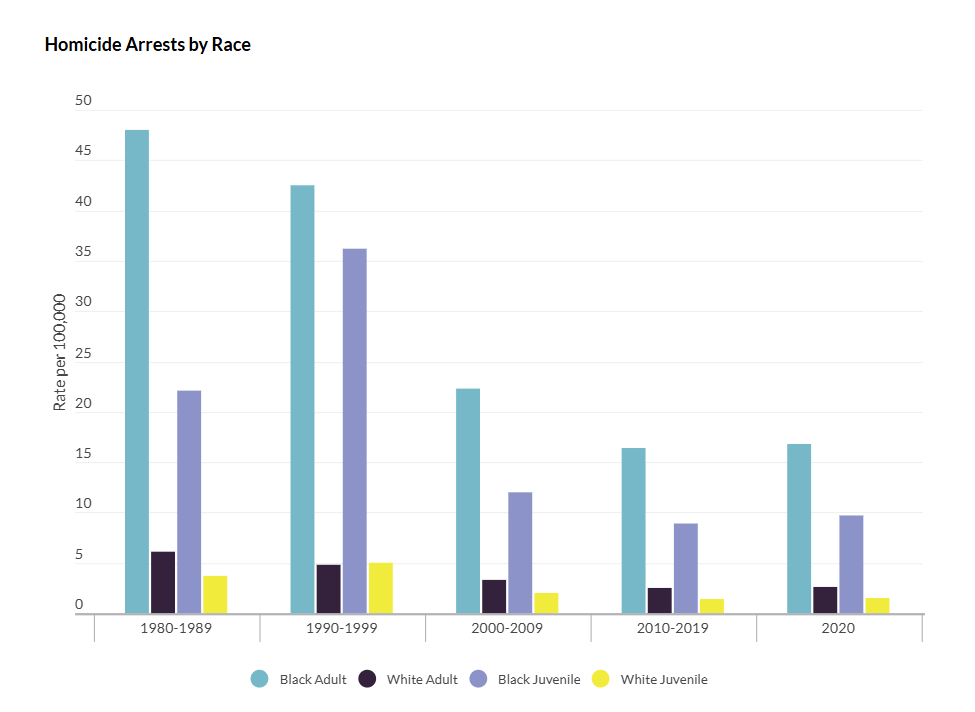 Homicide Arrests by Race
50
45
40
35
30
25
20
15
10
5
0
Rate per 100,000
1980-1989 1990-1999 2000-2009 2010-2019 2020
Black Adult White Adult Black Juvenile White Juvenile